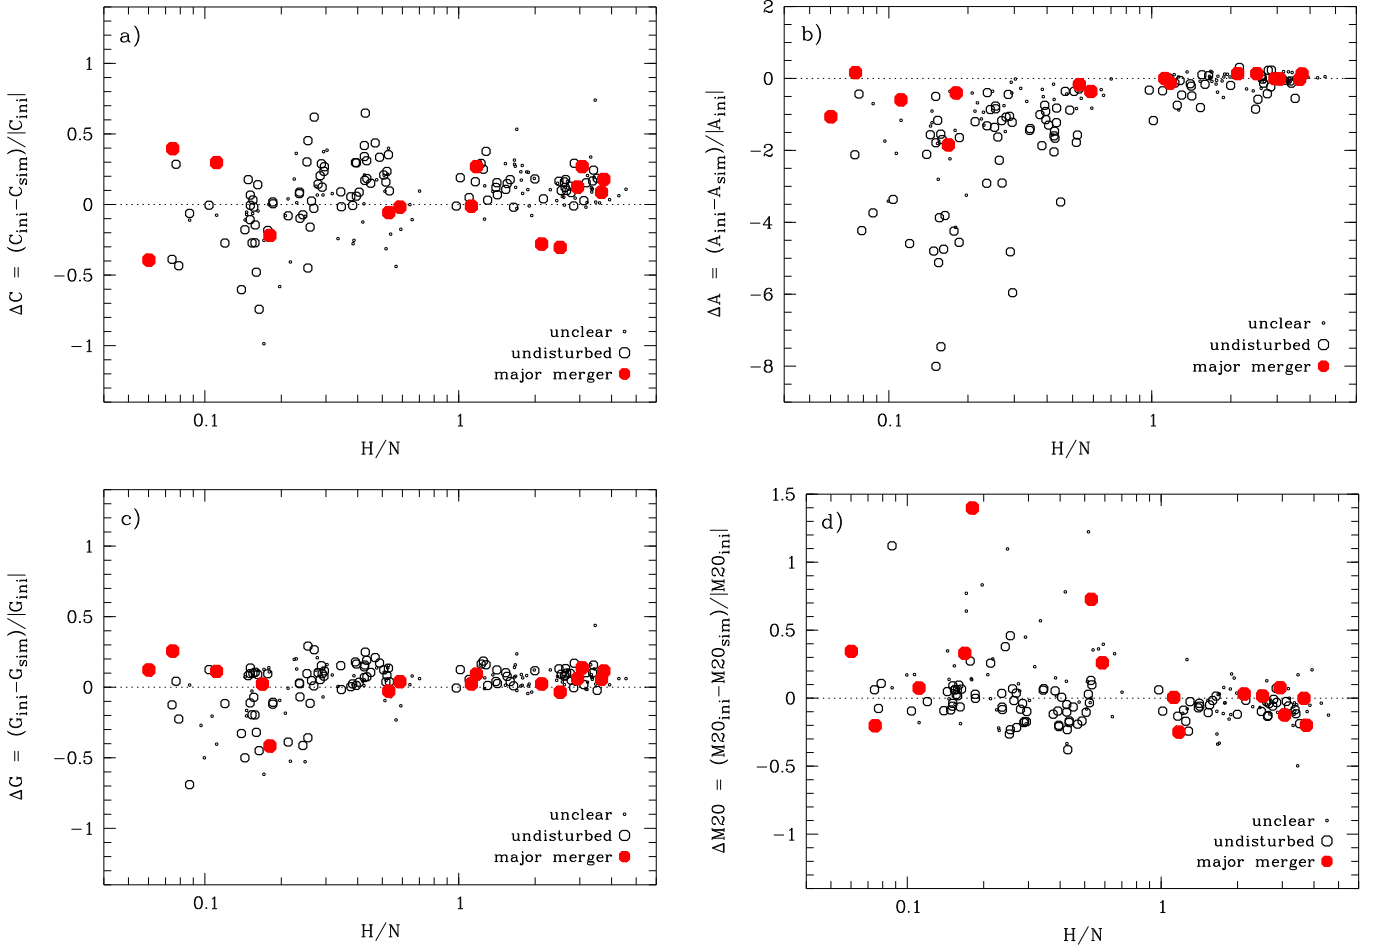 a)
1
0.5
0
−0.5
−1
ΔC = (C_ini−C_sim)/|C_ini|
unclear
undisturbed
major merger
0.1
1
H/N
b)
2
0
−2
−4
−6
−8
ΔA = (A_ini−A_sim)/|A_ini|
unclear
undisturbed
major merger
0.1
1
H/N
c)
1
0.5
0
−0.5
−1
ΔG = (G_ini−G_sim)/|G_ini|
unclear
undisturbed
major merger
0.1
1
H/N
d)
1.5
1
0.5
0
−0.5
−1
ΔM20 = (M20_ini−M20_sim)/|M20_ini|
unclear
undisturbed
major merger
0.1
1
H/N